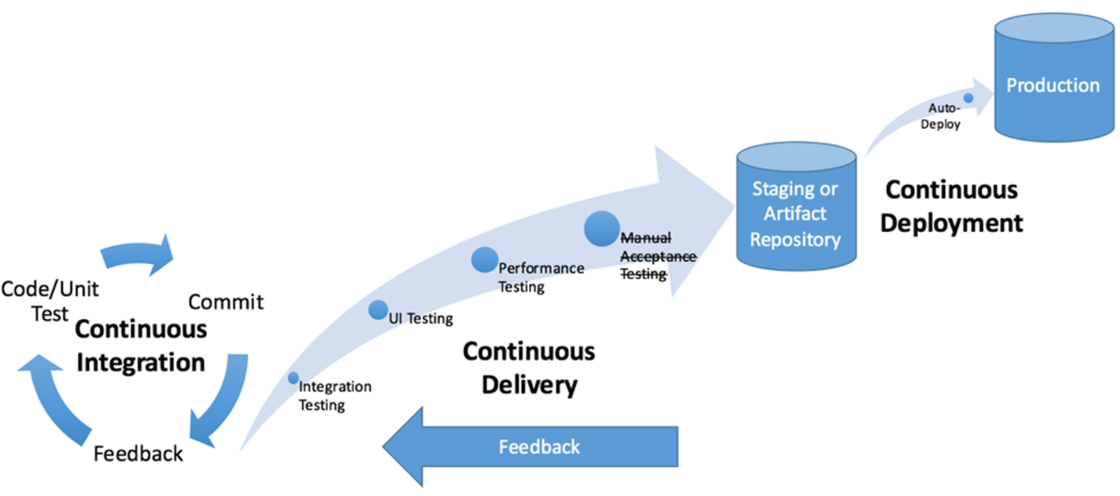 Code/Unit
Test
Commit
Continuous
Integration
Feedback
Integration
Testing
UI Testing
Performance
Testing
Manual
Acceptance
Testing
Continuous
Delivery
Feedback
Staging or
Artifact
Repository
Auto-
Deploy
Continuous
Deployment
Production